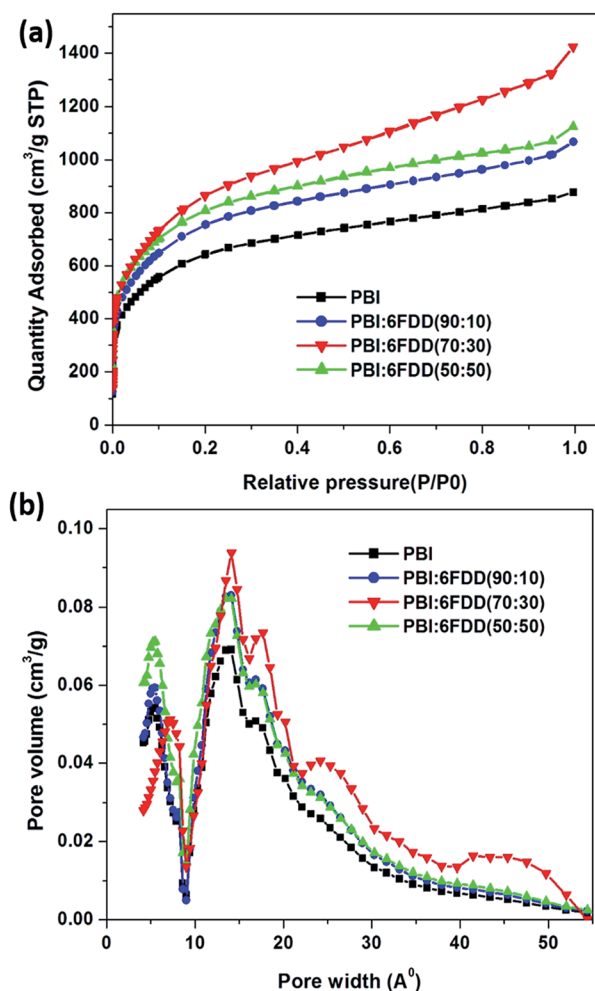 (a)
1400
1200
1000
800
600
400
200
0
Quantity Adsorbed (cm³/g STP)
PBI
PBI:6FDD(90:10)
PBI:6FDD(70:30)
PBI:6FDD(50:50)
0.0 0.2 0.4 0.6 0.8 1.0
Relative pressure(P/P0)
(b)
0.10
0.08
0.06
0.04
0.02
0.00
Pore volume (cm³/g)
PBI
PBI:6FDD(90:10)
PBI:6FDD(70:30)
PBI:6FDD(50:50)
0 10 20 30 40 50
Pore width (A⁰)